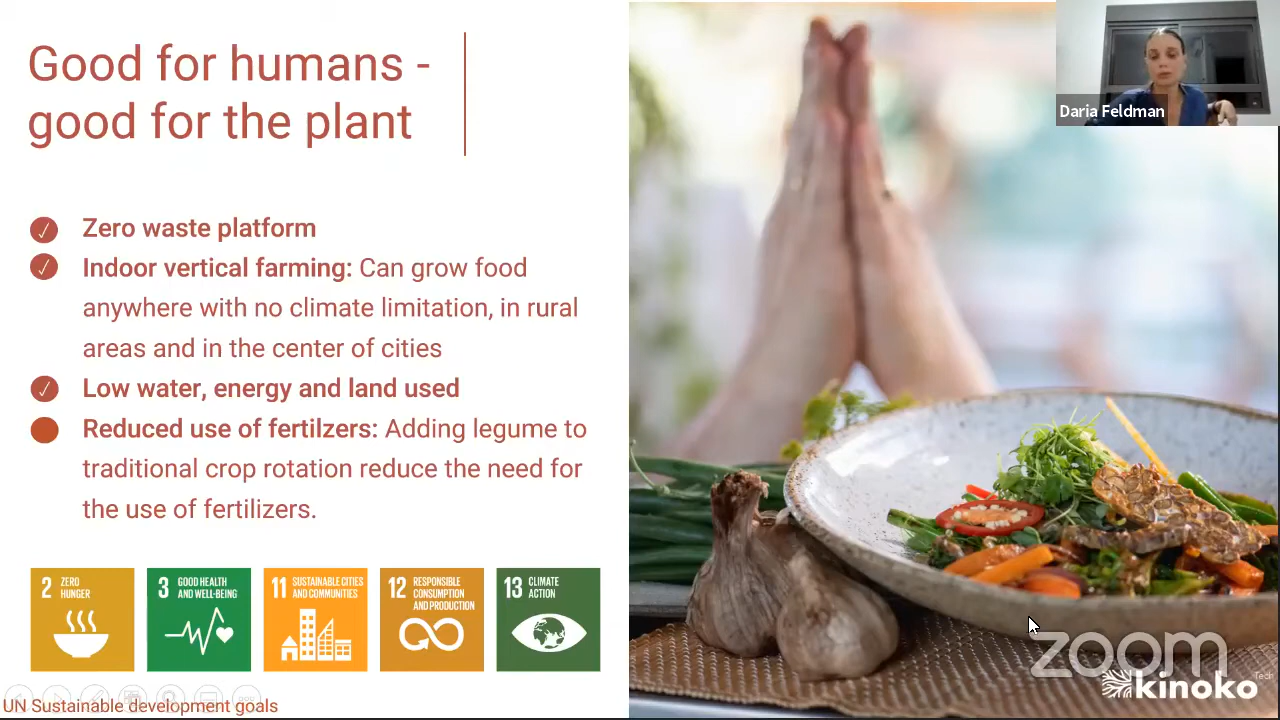 Good for humans -
good for the plant
Zero waste platform
Indoor vertical farming: Can grow food
anywhere with no climate limitation, in rural
areas and in the center of cities
Low water, energy and land used
Reduced use of fertilzers: Adding legume to
traditional crop rotation reduce the need for
the use of fertilizers.
2 ZERO
HUNGER
3 GOOD HEALTH
AND WELL-BEING
11 SUSTAINABLE CITIES
AND COMMUNITIES
12 RESPONSIBLE
CONSUMPTION
AND PRODUCTION
13 CLIMATE
ACTION
UN Sustainable development goals
Daria Feldman
zoom
kinoko Tech